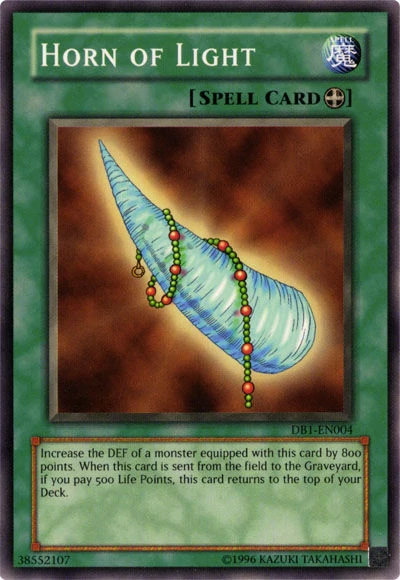 HORN OF LIGHT
SPELL
魔
[SPELL CARD]
DB1-EN004
Increase the DEF of a monster equipped with this card by 800
points. When this card is sent from the field to the Graveyard,
if you pay 500 Life Points, this card returns to the top of your
Deck.
38552107
©1996 KAZUKI TAKAHASHI